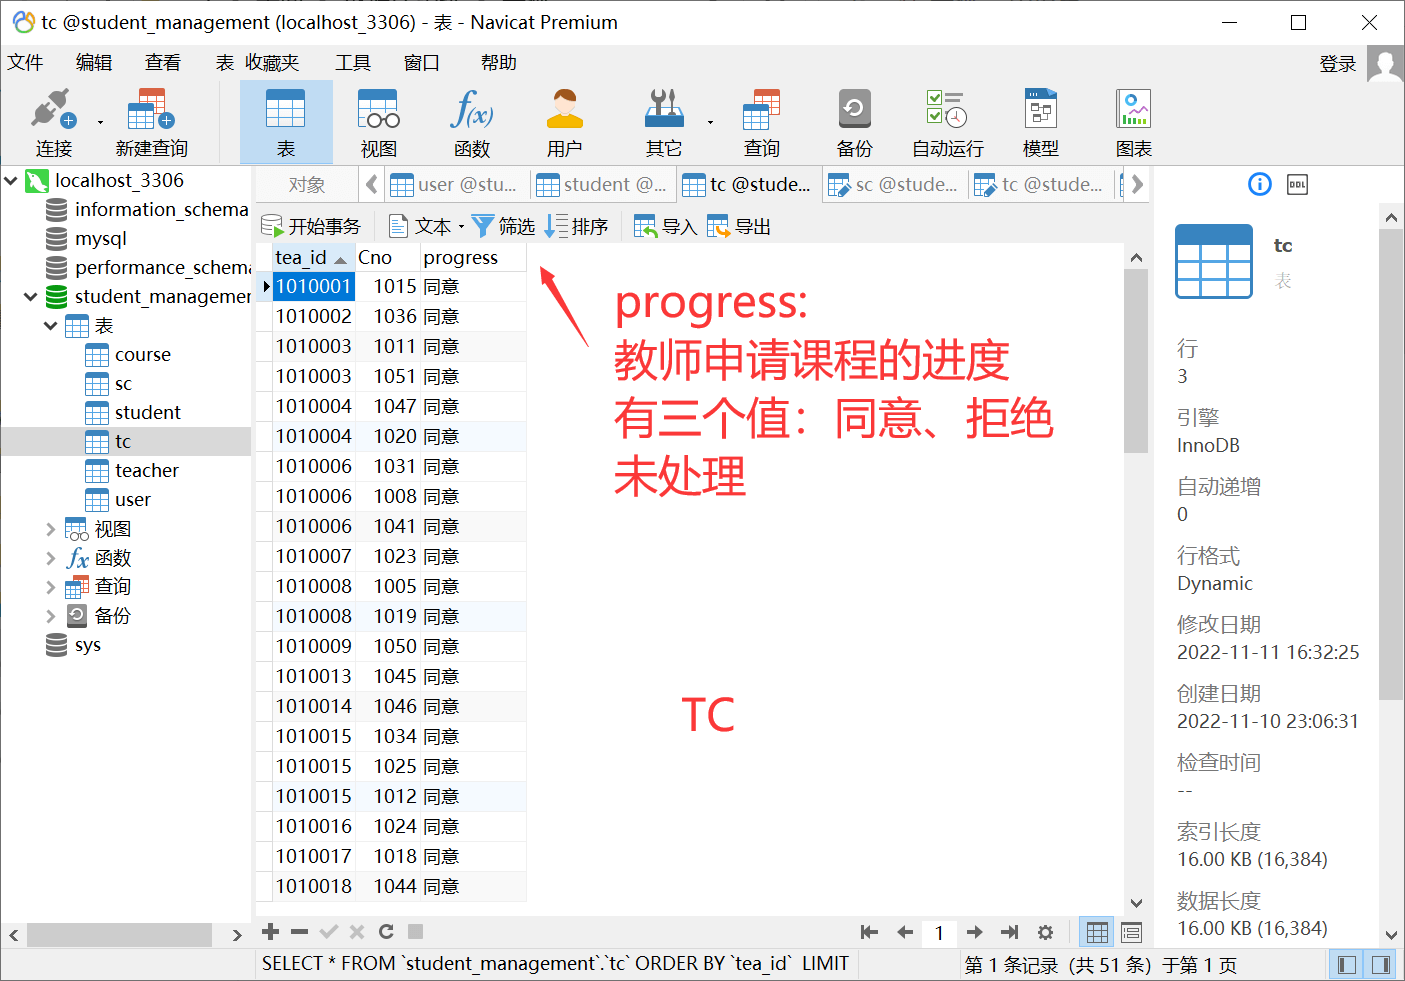 tc @student_management (localhost_3306) - 表 - Navicat Premium
文件 编辑 查看 表 收藏夹 工具 窗口 帮助 登录
连接 新建查询 表 视图 函数 用户 其它 查询 备份 自动运行 模型 图表
f(x)
localhost_3306
information_schema
mysql
performance_schema
student_managemer
表
course
sc
student
tc
teacher
user
视图
fx 函数
查询
备份
sys
对象 user @stu... student @... tc @stude... sc @stude... tc @stude...
开始事务 文本 筛选 排序 导入 导出
tea_id Cno progress
1010001 1015 同意
1010002 1036 同意
1010003 1011 同意
1010003 1051 同意
1010004 1047 同意
1010004 1020 同意
1010006 1031 同意
1010006 1008 同意
1010006 1041 同意
1010007 1023 同意
1010008 1005 同意
1010008 1019 同意
1010009 1050 同意
1010013 1045 同意
1010014 1046 同意
1010015 1034 同意
1010015 1025 同意
1010015 1012 同意
1010016 1024 同意
1010017 1018 同意
1010018 1044 同意
progress:
教师申请课程的进度
有三个值：同意、拒绝
未处理
TC
1
SELECT * FROM `student_management`.`tc` ORDER BY `tea_id` LIMIT
第 1 条记录 (共 51 条) 于第 1 页
DDL
tc
表
行
3
引擎
InnoDB
自动递增
0
行格式
Dynamic
修改日期
2022-11-11 16:32:25
创建日期
2022-11-10 23:06:31
检查时间
--
索引长度
16.00 KB (16,384)
数据长度
16.00 KB (16,384)